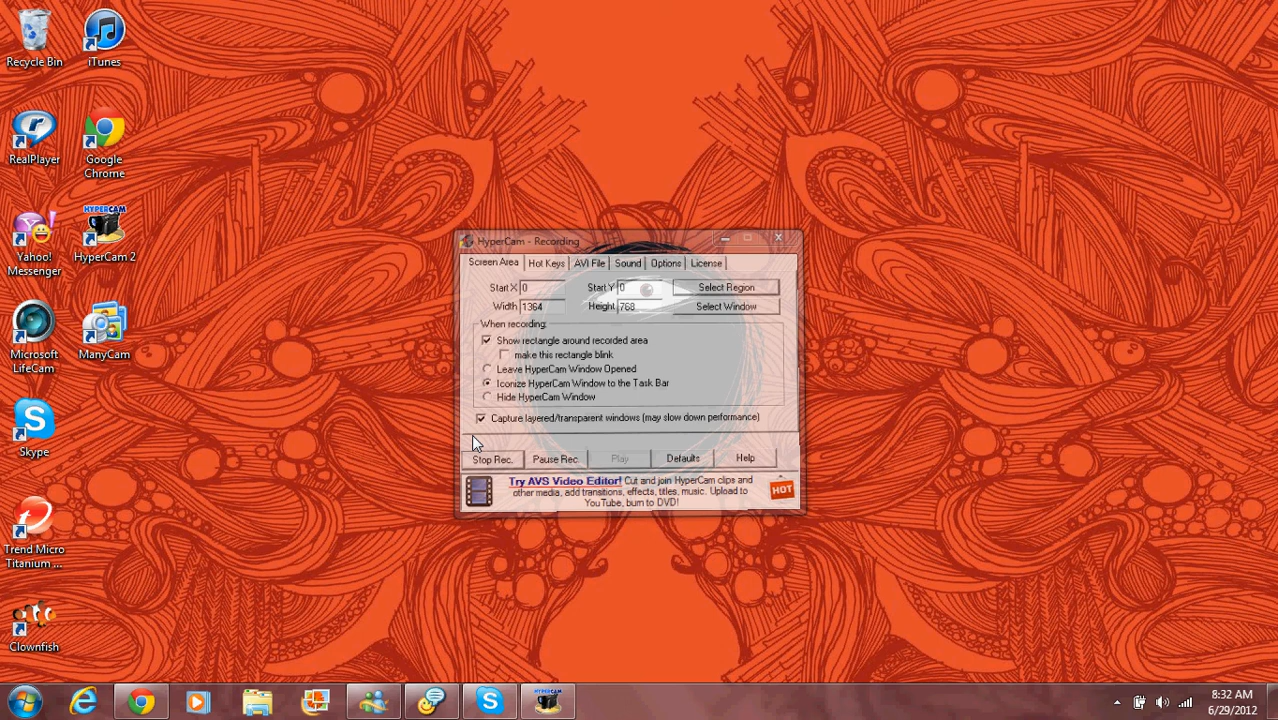 Recycle Bin
iTunes
RealPlayer
Google
Chrome
Yahoo!
Messenger
HYPERCAM
HyperCam 2
Microsoft
LifeCam
ManyCam
Skype
Trend Micro
Titanium ...
Clownfish
HyperCam - Recording
Screen Area Hot Keys AVI File Sound Options License
Start X 0 Start Y 0 Select Region
Width 1364 Height 768 Select Window
When recording:
Show rectangle around recorded area
make this rectangle blink
Leave HyperCam Window Opened
Iconize HyperCam Window to the Task Bar
Hide HyperCam Window
Capture layered/transparent windows (may slow down performance)
Stop Rec. Pause Rec. Play Defaults Help
Try AVS Video Editor! Cut and join HyperCam clips and
other media, add transitions, effects, titles, music. Upload to
YouTube, burn to DVD!
HOT
HYPERCAM
8:32 AM
6/29/2012